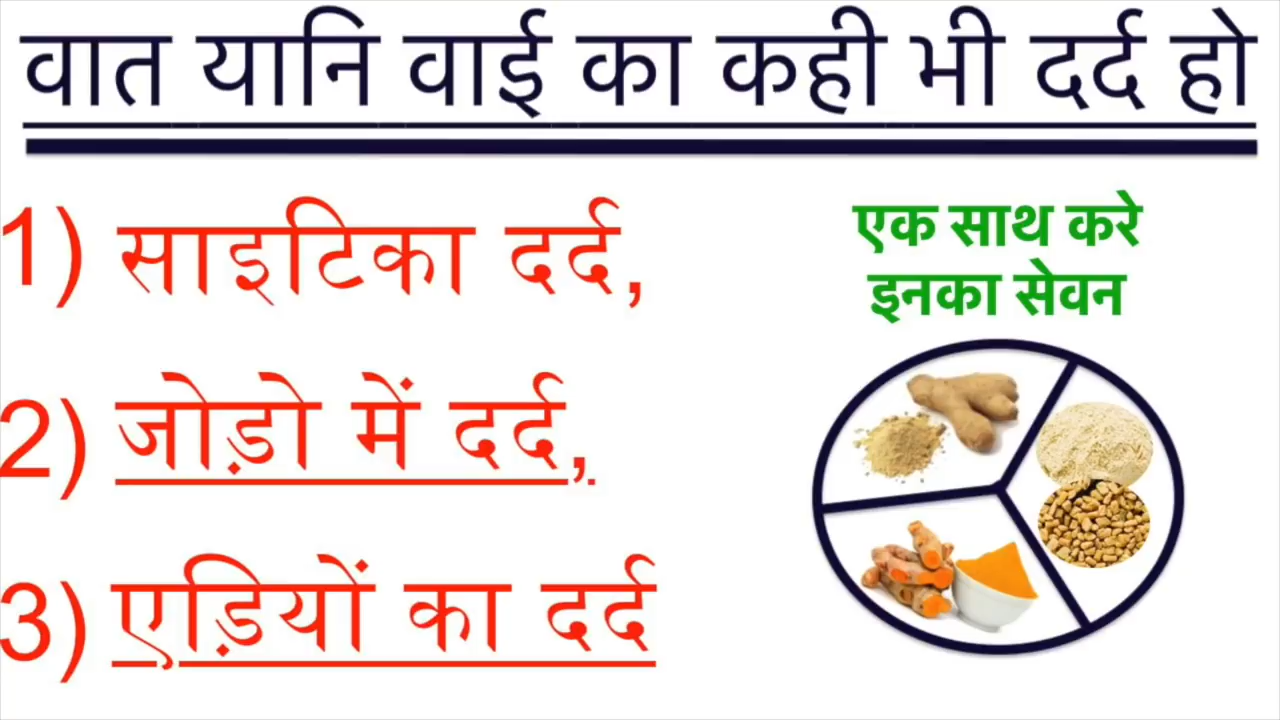 वात यानि वाई का कही भी दर्द हो
1) साइटिका दर्द,
2) जोड़ो में दर्द,.
3) एड़ियों का दर्द
एक साथ करे
इनका सेवन